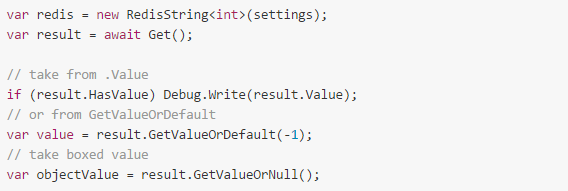 var redis = new RedisString<int>(settings);
var result = await Get();
// take from .Value
if (result.HasValue) Debug.Write(result.Value);
// or from GetValueOrDefault
var value = result.GetValueOrDefault(-1);
// take boxed value
var objectValue = result.GetValueOrNull();